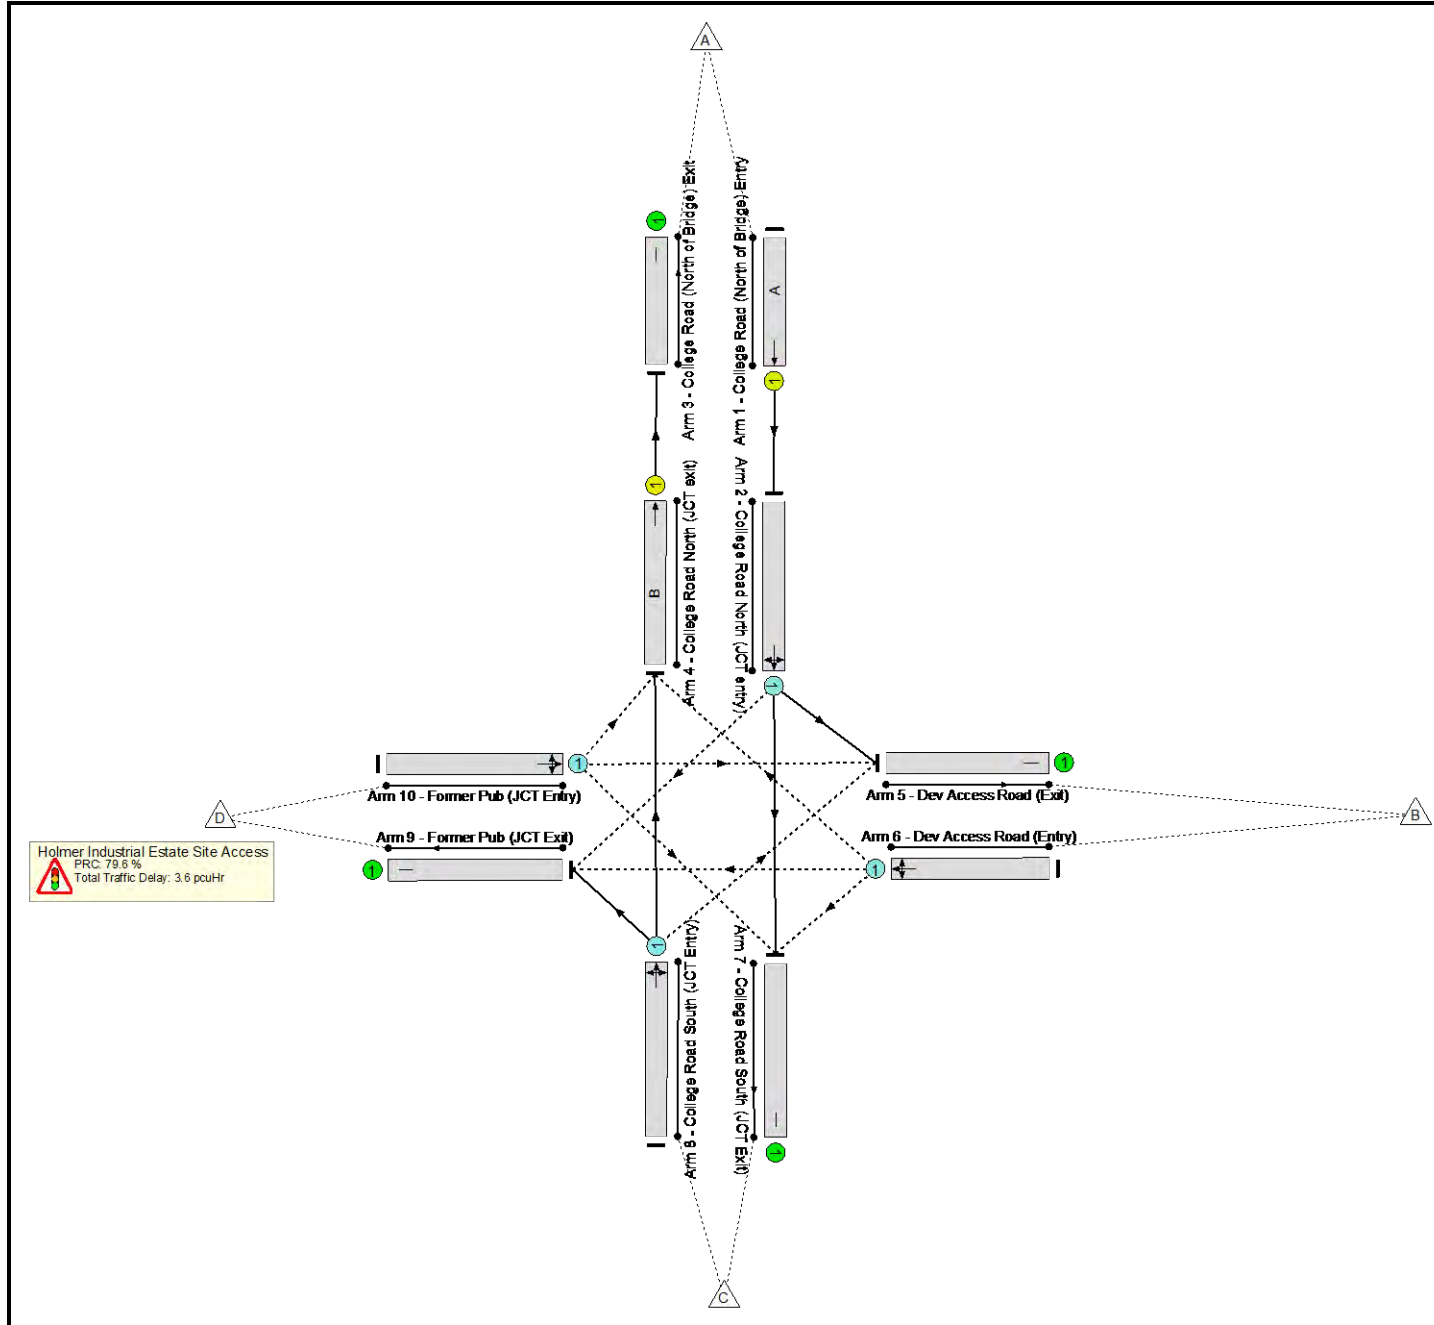 A
Arm 3 - College Road (North of Bridge) Exit
Arm 1 - College Road (North of Bridge) Entry
1
A
1
1
1
Arm 4 - College Road North (JCT exit)
Arm 2 - College Road North (JCT entry)
B
1
1
1
Arm 10 - Former Pub (JCT Entry)
Arm 5 - Dev Access Road (Exit)
D
B
Arm 9 - Former Pub (JCT Exit)
Arm 6 - Dev Access Road (Entry)
Holmer Industrial Estate Site Access
PRC: 79.6 %
Total Traffic Delay: 3.6 pcuHr
1
1
1
Arm 8 - College Road South (JCT Entry)
Arm 7 - College Road South (JCT Exit)
1
C